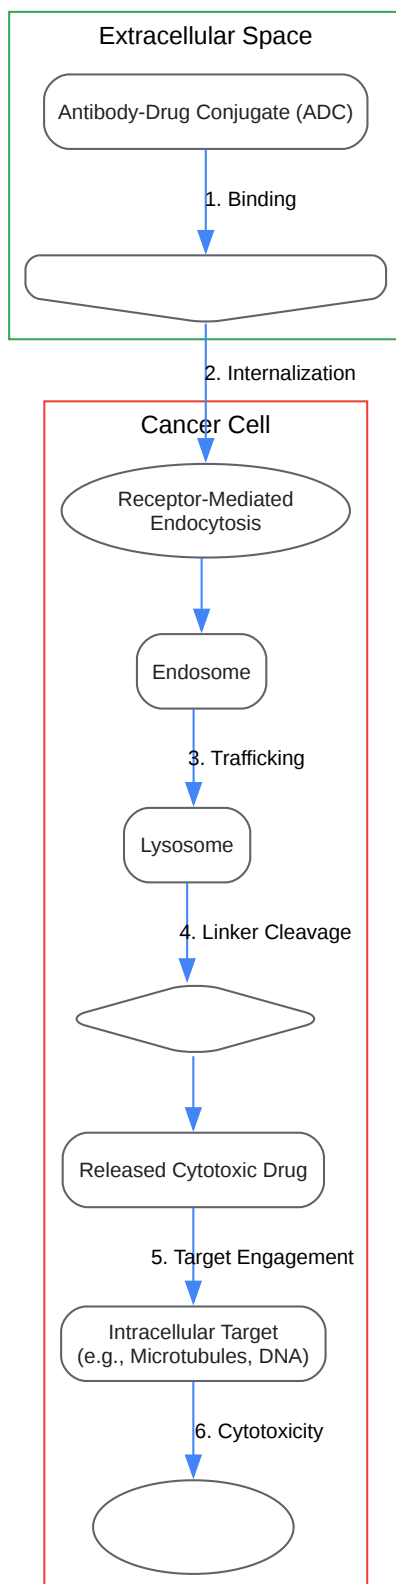 Extracellular Space
Antibody-Drug Conjugate (ADC)
1. Binding
2. Internalization
Cancer Cell
Receptor-Mediated
Endocytosis
Endosome
3. Trafficking
Lysosome
4. Linker Cleavage
Released Cytotoxic Drug
5. Target Engagement
Intracellular Target
(e.g., Microtubules, DNA)
6. Cytotoxicity